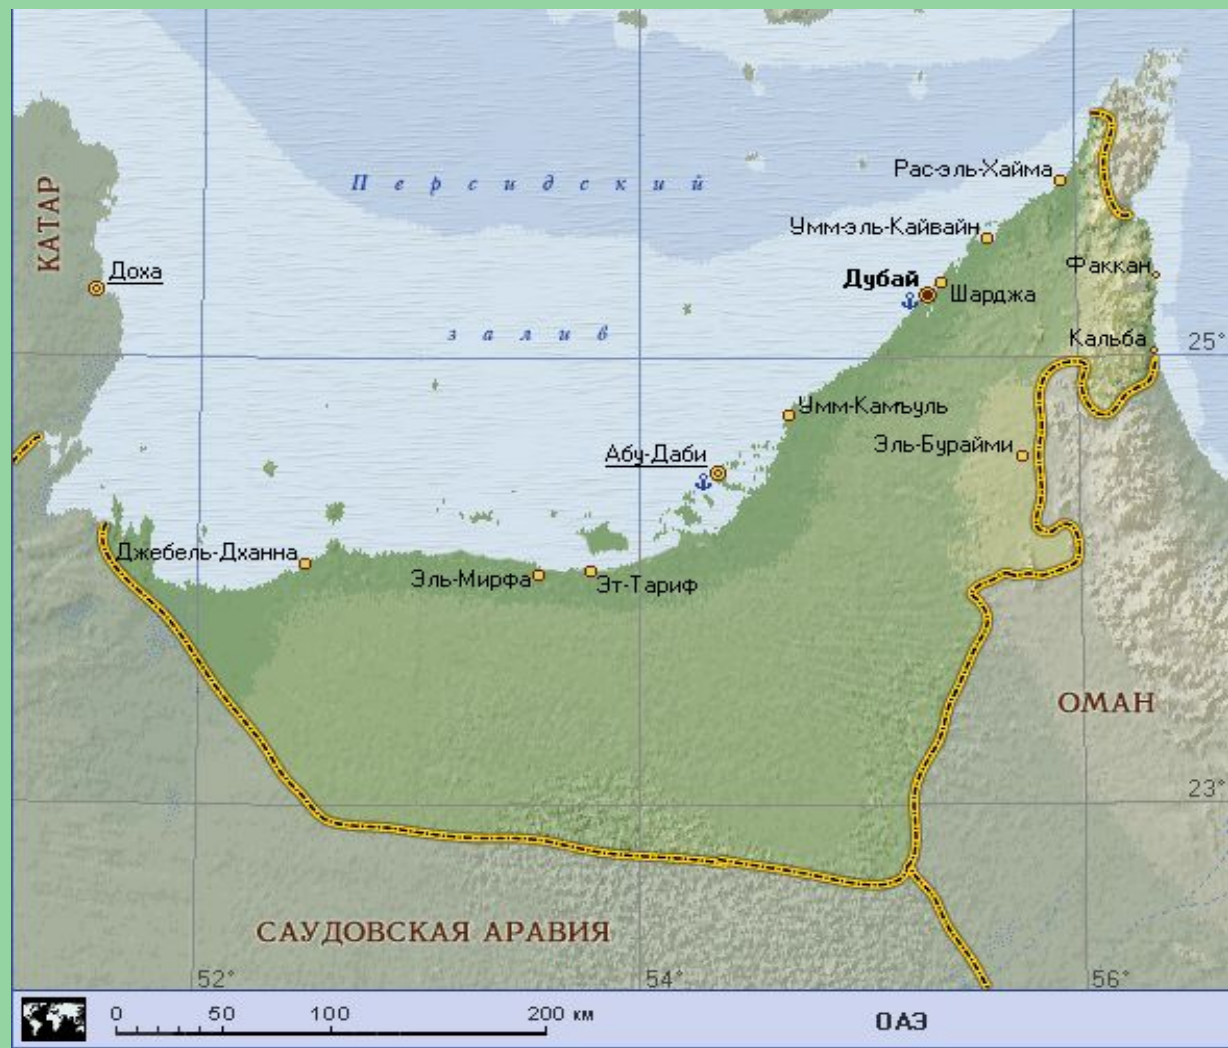 Рас-эль-Хайма
Персидский
КАТАР
Умм-эль-Кайвайн
Доха
Факкан
Дубай
Шарджа
залив
Кальба
25°
Умм-Камъуль
Эль-Бурайми
Абу-Даби
Джебель-Дханна
Эль-Мирфа
Эт-Тариф
ОМАН
23°
САУДОВСКАЯ АРАВИЯ
52°
54°
56°
0 50 100 200 км
ОАЭ